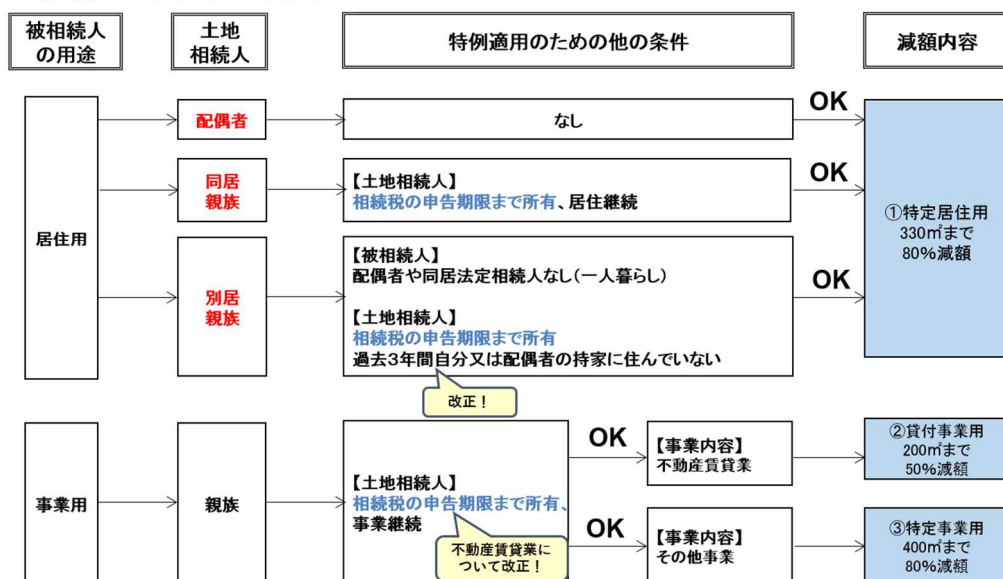 被相続人
の用途
土地
相続人
特例適用のための他の条件
減額内容
居住用
配偶者
なし
OK
同居
親族
【土地相続人】
相続税の申告期限まで所有、居住継続
OK
別居
親族
【被相続人】
配偶者や同居法定相続人なし(一人暮らし)
【土地相続人】
相続税の申告期限まで所有
過去3年間自分又は配偶者の持家に住んでいない
改正!
OK
①特定居住用
330㎡まで
80%減額
事業用
親族
【土地相続人】
相続税の申告期限まで所有、
事業継続
不動産賃貸業に
ついて改正!
OK
【事業内容】
不動産賃貸業
②貸付事業用
200㎡まで
50%減額
OK
【事業内容】
その他事業
③特定事業用
400㎡まで
80%減額